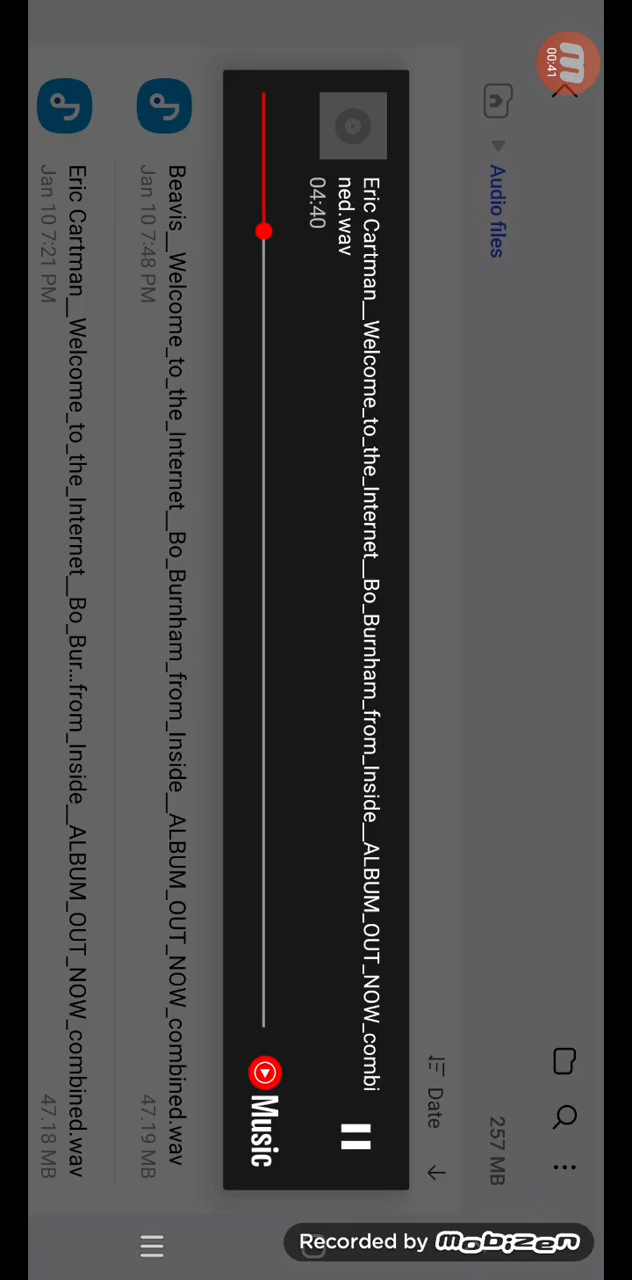 00:41
Audio files
257 MB
Date
Eric Cartman__Welcome_to_the_Internet__Bo_Burnham_from_Inside__ALBUM_OUT_NOW_combi
ned.wav
04:40
Music
Beavis__Welcome_to_the_Internet__Bo_Burnham_from_Inside__ALBUM_OUT_NOW_combined.wav
Jan 10 7:48 PM
47.19 MB
Eric Cartman__Welcome_to_the_Internet__Bo_Bur...from_Inside__ALBUM_OUT_NOW_combined.wav
Jan 10 7:21 PM
47.18 MB
Recorded by mobizen